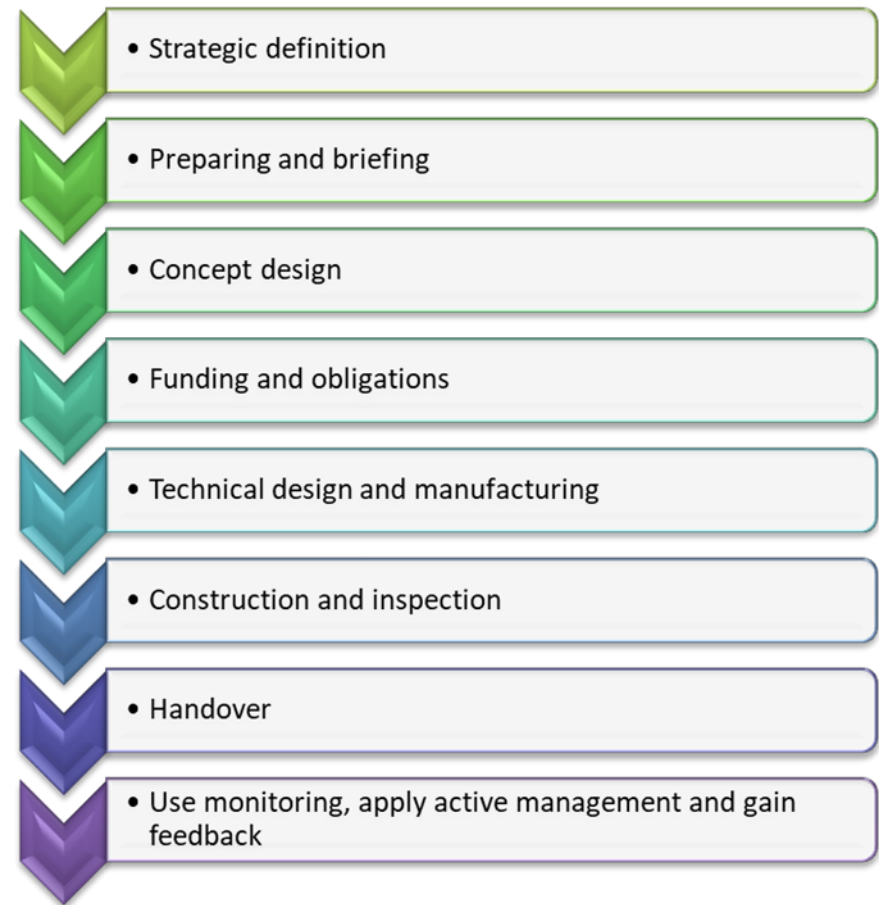 • Strategic definition
• Preparing and briefing
• Concept design
• Funding and obligations
• Technical design and manufacturing
• Construction and inspection
• Handover
• Use monitoring, apply active management and gain
feedback